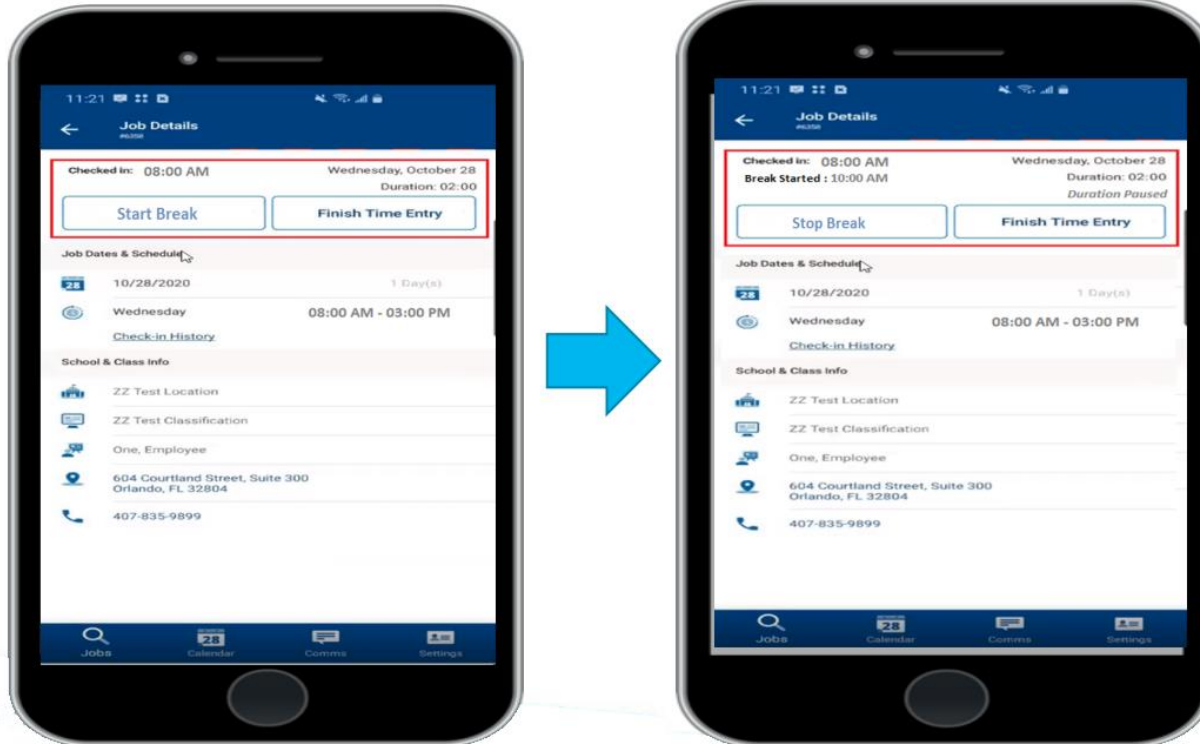 11:21
Job Details
#6358
Checked in: 08:00 AM Wednesday, October 28
Duration: 02:00
Start Break Finish Time Entry
Job Dates & Schedule
28 10/28/2020 1 Day(s)
Wednesday 08:00 AM - 03:00 PM
Check-in History
School & Class Info
ZZ Test Location
ZZ Test Classification
One, Employee
604 Courtland Street, Suite 300
Orlando, FL 32804
407-835-9899
28
Jobs Calendar Comms Settings
11:21
Job Details
#6358
Checked in: 08:00 AM Wednesday, October 28
Break Started : 10:00 AM Duration: 02:00
Duration Paused
Stop Break Finish Time Entry
Job Dates & Schedule
28 10/28/2020 1 Day(s)
Wednesday 08:00 AM - 03:00 PM
Check-in History
School & Class Info
ZZ Test Location
ZZ Test Classification
One, Employee
604 Courtland Street, Suite 300
Orlando, FL 32804
407-835-9899
28
Jobs Calendar Comms Settings